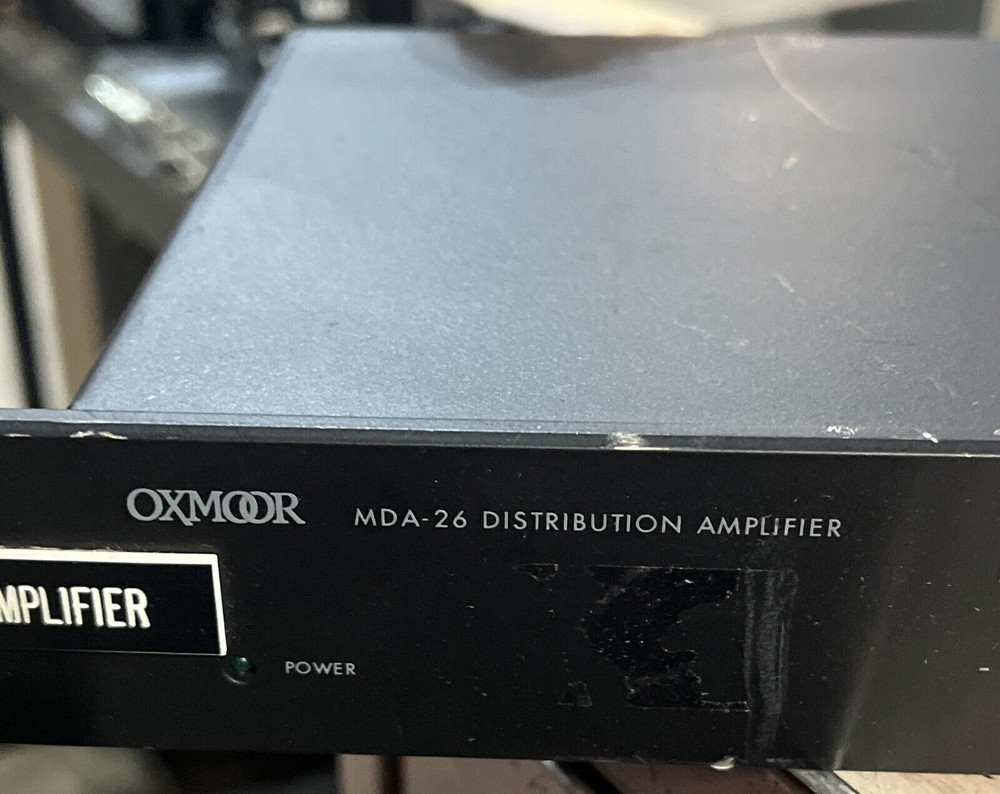 OXMOOR MDA-26 DISTRIBUTION AMPLIFIER
MPLIFIER
POWER